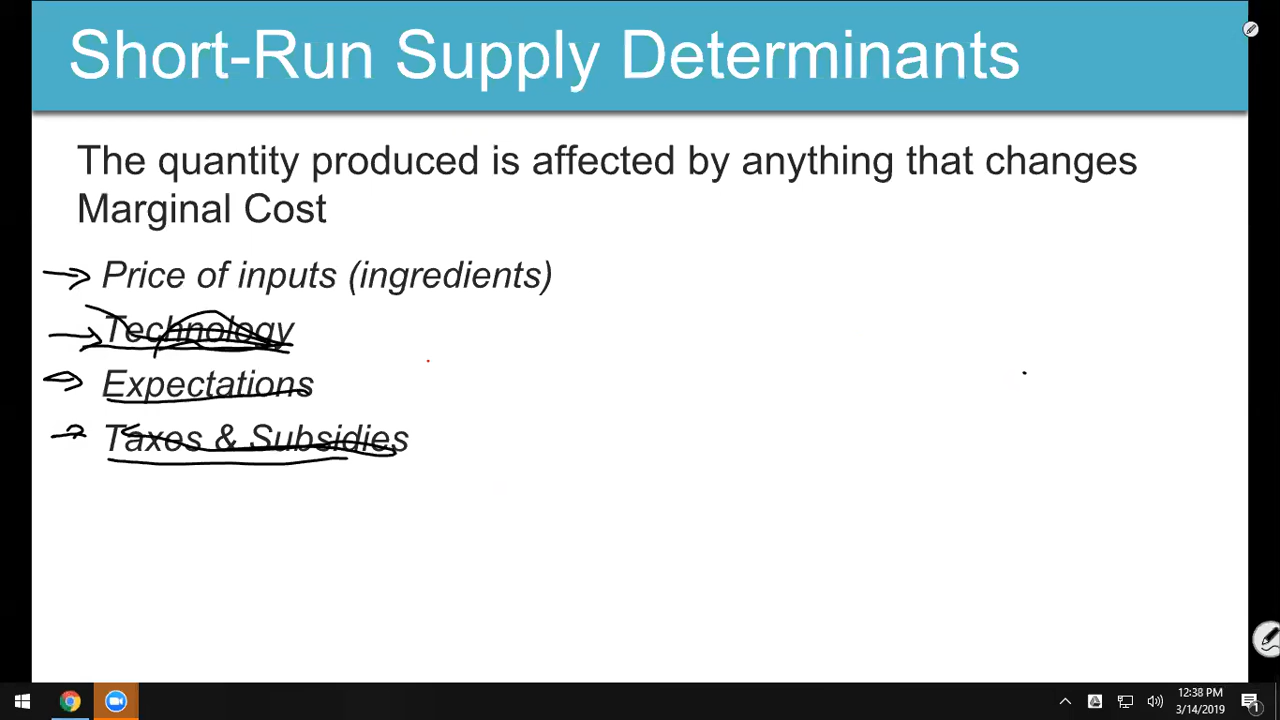 Short-Run Supply Determinants
The quantity produced is affected by anything that changes
Marginal Cost
Price of inputs (ingredients)
Technology
Expectations
Taxes & Subsidies
12:38 PM
3/14/2019
1